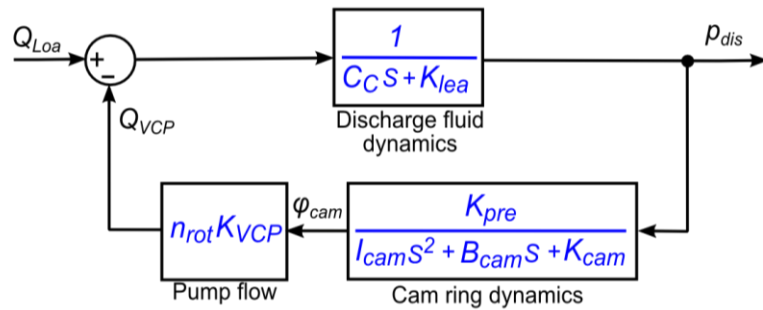 Q_Loa
+
−
1
C_C S + K_lea
p_dis
Discharge fluid
dynamics
Q_VCP
n_rot K_VCP
φ_cam
K_pre
I_cam S² + B_cam S + K_cam
Pump flow
Cam ring dynamics